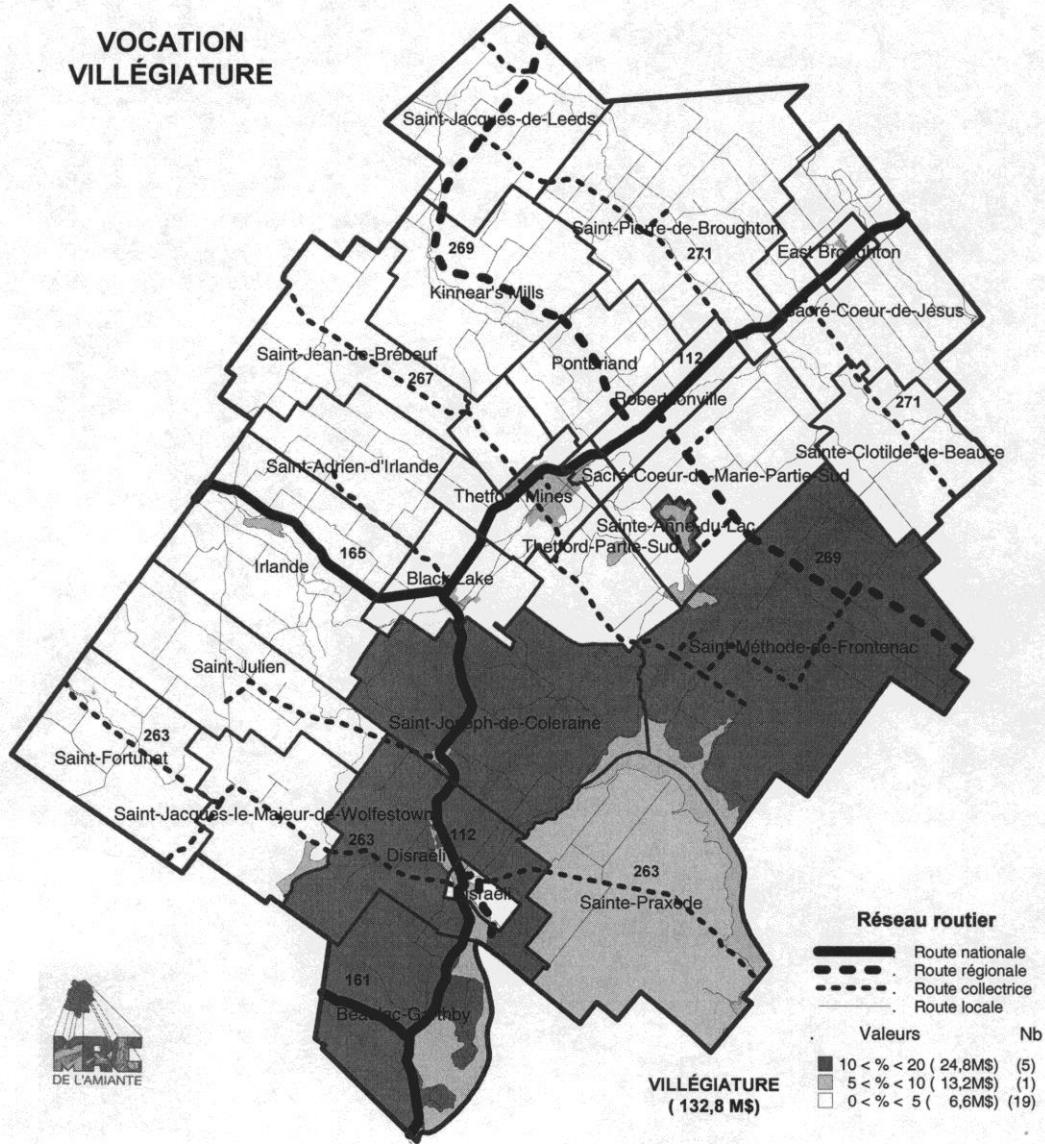 VOCATION
VILLÉGIATURE
Saint-Jacques-de-Leeds
Saint-Pierre-de-Broughton
271
East Broughton
269
Kinnear's Mills
Sacré-Coeur-de-Jésus
Saint-Jean-de-Brébeuf
267
Pontbriand
112
Robertsonville
271
Sainte-Clotilde-de-Beauce
Saint-Adrien-d'Irlande
Thetford Mines
Sacré-Coeur-de-Marie-Partie-Sud
Sainte-Anne-du-Lac
Thetford-Partie-Sud
269
165
Irlande
Black Lake
Saint-Méthode-de-Frontenac
Saint-Julien
Saint-Joseph-de-Coleraine
263
Saint-Fortunat
Saint-Jacques-le-Majeur-de-Wolfestown
263
112
Disraeli
Disraeli
263
Sainte-Praxède
161
Beaulac-Garthby
Réseau routier
Route nationale
Route régionale
Route collectrice
Route locale
Valeurs Nb
10 < % < 20 ( 24,8M$) (5)
5 < % < 10 ( 13,2M$) (1)
0 < % < 5 ( 6,6M$) (19)
VILLÉGIATURE
( 132,8 M$)
MRC
DE L'AMIANTE